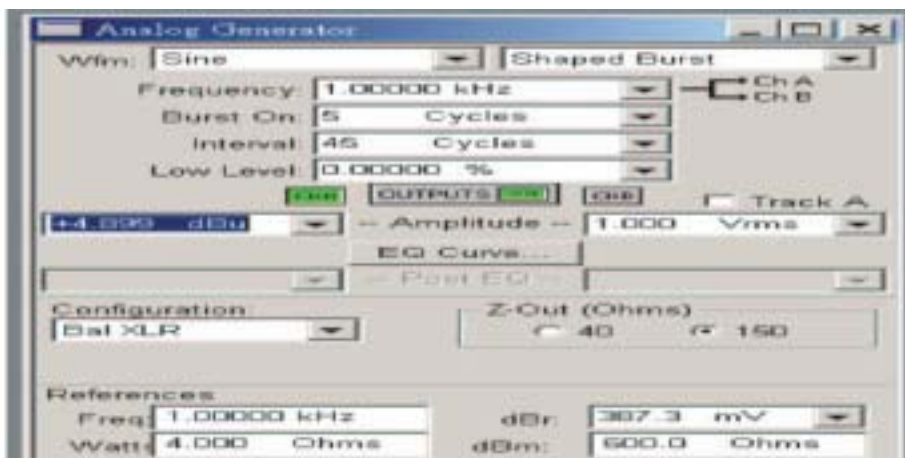 Analog Generator
Wfm: Sine Shaped Burst
Frequency: 1.00000 kHz Ch A
Ch B
Burst On: 5 Cycles
Interval: 45 Cycles
Low Level: 0.00000 %
OUTPUTS
Track A
dBu -- Amplitude -- 1.000 Vrms
EQ Curve...
-- Post EQ --
Configuration
Bal XLR
Z-Out (Ohms)
40 150
References
Freq: 1.00000 kHz dBr: 387.3 mV
Watts: 4.000 Ohms dBm: 600.0 Ohms